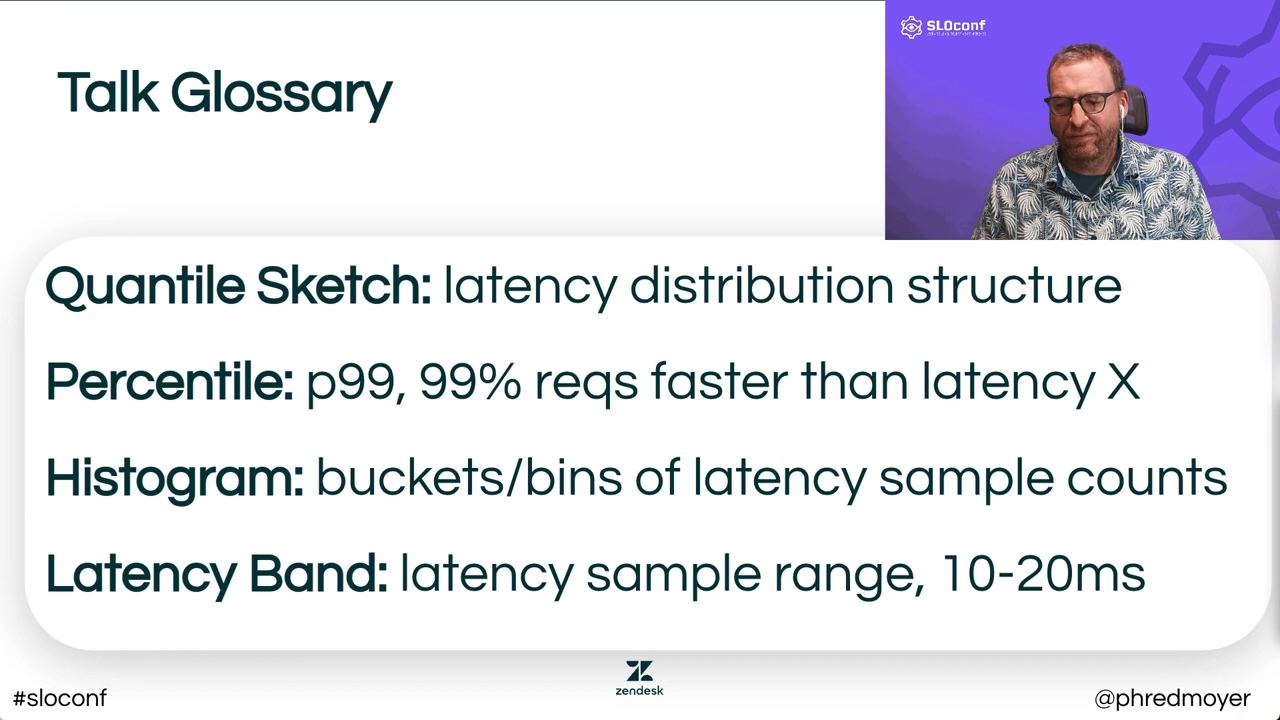 Talk Glossary
SLOconf
Quantile Sketch: latency distribution structure
Percentile: p99, 99% reqs faster than latency X
Histogram: buckets/bins of latency sample counts
Latency Band: latency sample range, 10-20ms
zendesk
#sloconf
@phredmoyer